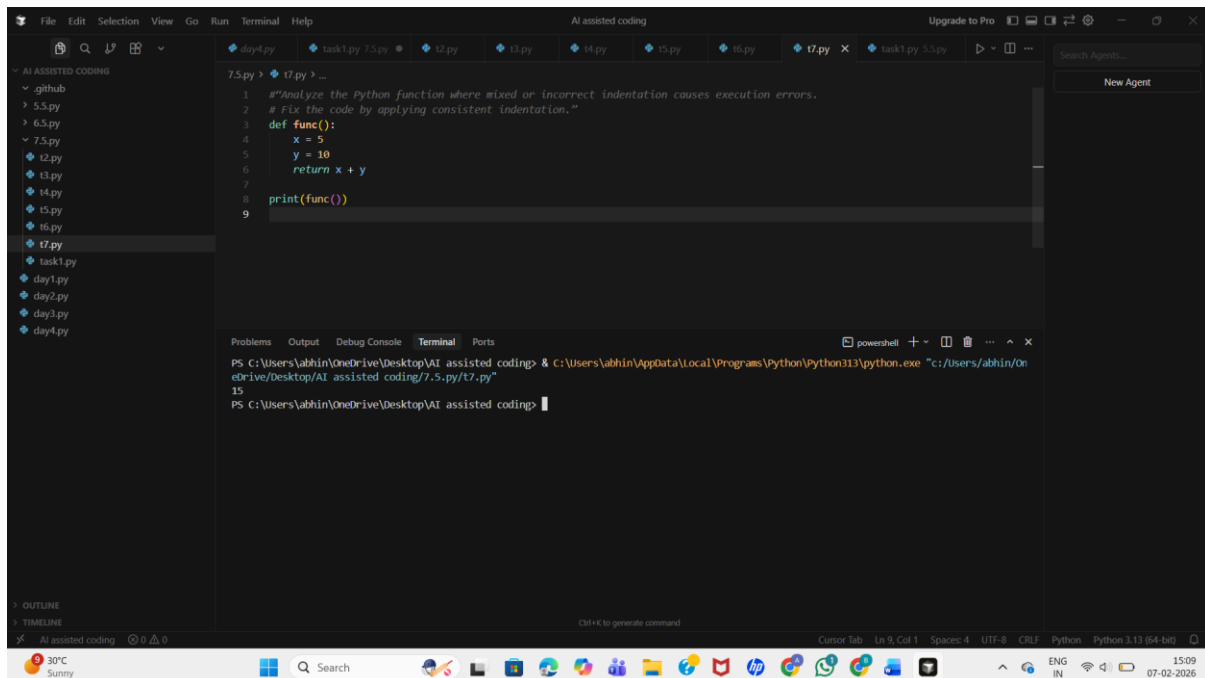 File Edit Selection View Go Run Terminal Help
AI assisted coding
Upgrade to Pro
day4.py
task1.py 7.5.py
t2.py
t3.py
t4.py
t5.py
t6.py
t7.py
task1.py 5.5.py
Search Agents...
New Agent
AI ASSISTED CODING
.github
5.5.py
6.5.py
7.5.py
t2.py
t3.py
t4.py
t5.py
t6.py
t7.py
task1.py
day1.py
day2.py
day3.py
day4.py
7.5.py > t7.py > ...
1 #“Analyze the Python function where mixed or incorrect indentation causes execution errors.
2 # Fix the code by applying consistent indentation.”
3 def func():
4 x = 5
5 y = 10
6 return x + y
7
8 print(func())
9
Problems Output Debug Console Terminal Ports
powershell
PS C:\Users\abhin\OneDrive\Desktop\AI assisted coding> & C:\Users\abhin\AppData\Local\Programs\Python\Python313\python.exe "c:/Users/abhin/On
eDrive/Desktop/AI assisted coding/7.5.py/t7.py"
15
PS C:\Users\abhin\OneDrive\Desktop\AI assisted coding>
Ctrl+K to generate command
OUTLINE
TIMELINE
AI assisted coding 0 0
Cursor Tab Ln 9, Col 1 Spaces: 4 UTF-8 CRLF Python Python 3.13 (64-bit)
9
30°C
Sunny
Search
ENG
IN
15:09
07-02-2026